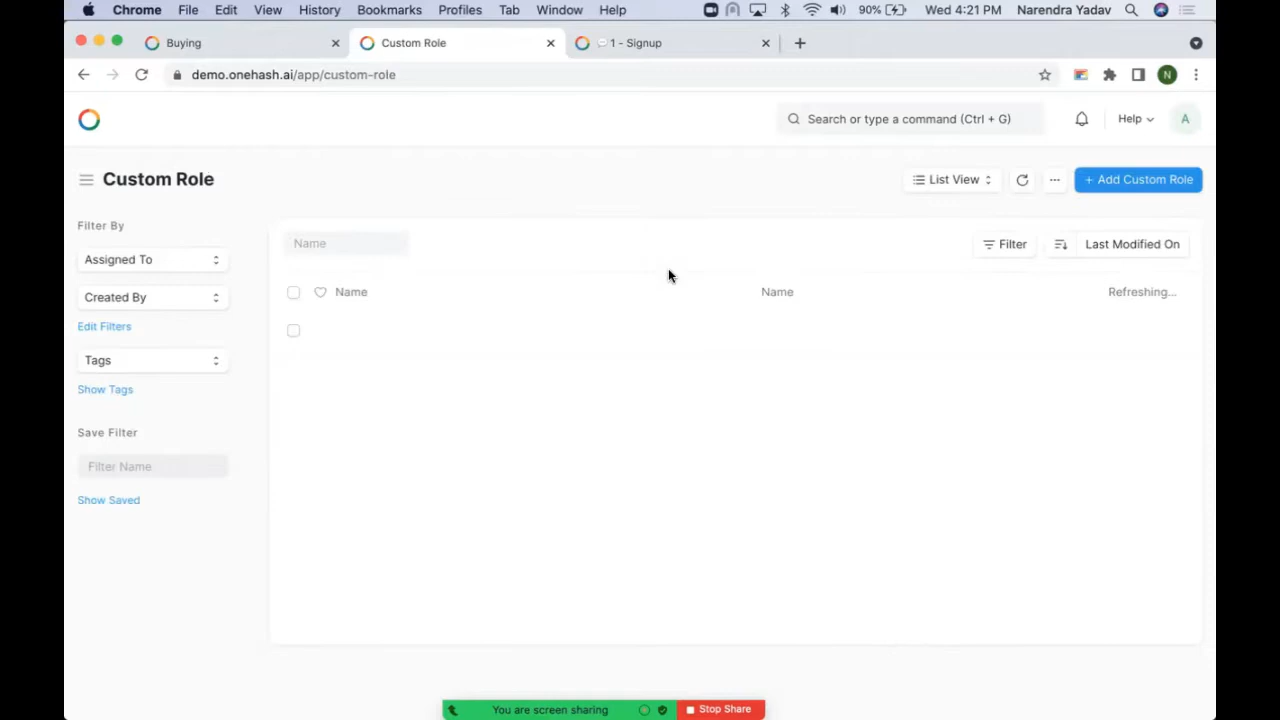 Chrome File Edit View History Bookmarks Profiles Tab Window Help 90% Wed 4:21 PM Narendra Yadav
Buying
Custom Role
1 - Signup
demo.onehash.ai/app/custom-role
N
Search or type a command (Ctrl + G)
Help
A
Custom Role
List View
+ Add Custom Role
Filter By
Assigned To
Created By
Edit Filters
Tags
Show Tags
Save Filter
Filter Name
Show Saved
Name
Filter
Last Modified On
Name
Name
Refreshing...
You are screen sharing
Stop Share